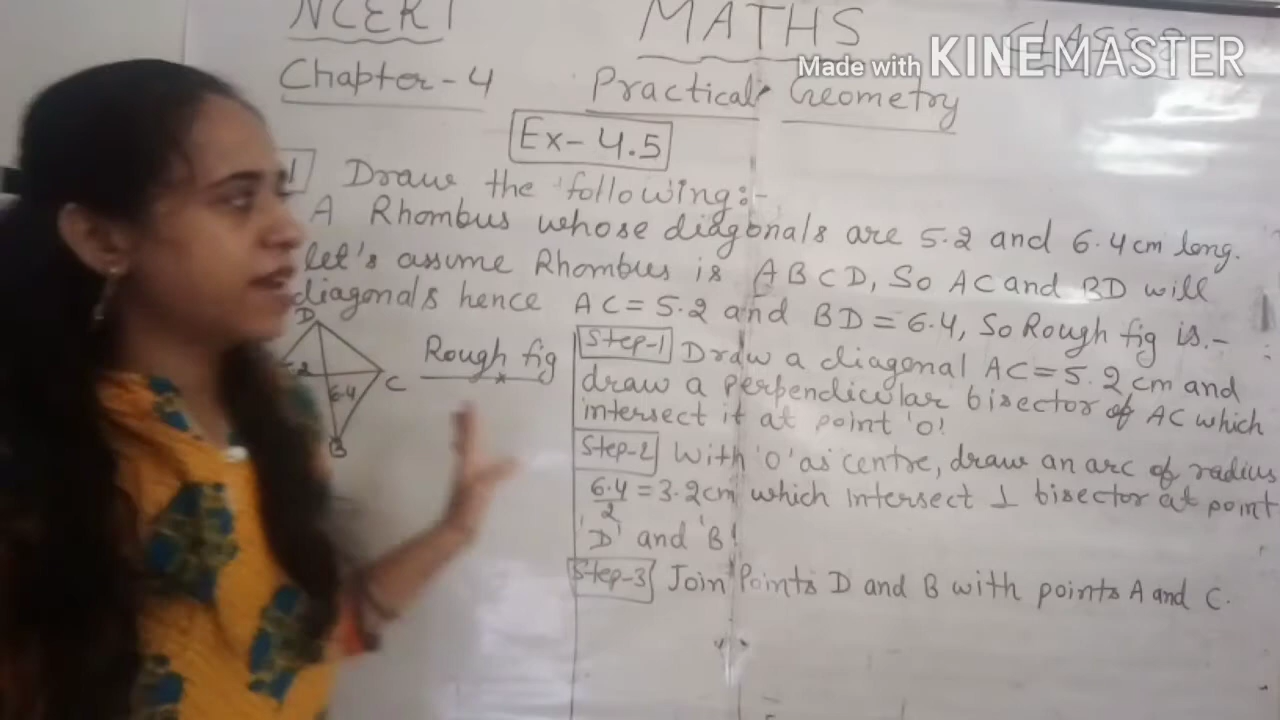 NCERT MATHS CLASS-8
Made with KINEMASTER
Chapter-4 Practical Geometry
Ex-4.5
1 Draw the following:-
A Rhombus whose diagonals are 5.2 and 6.4 cm long.
let's assume Rhombus is ABCD, So AC and BD will
diagonals hence AC = 5.2 and BD = 6.4, So Rough fig is.-
D
C
6.4
B
Rough fig
Step-1 Draw a diagonal AC = 5.2 cm and
draw a perpendicular bisector of AC which
intersect it at point 'O'
Step-2 With 'O' as centre, draw an arc of radius
6.4/2 = 3.2cm which intersect ⊥ bisector at point
'D' and 'B'
Step-3 Join Points D and B with points A and C.